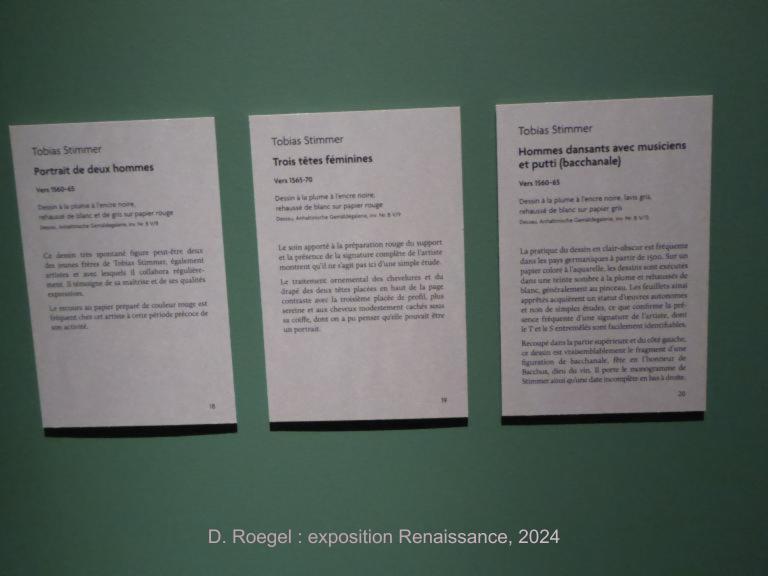 Tobias Stimmer
Portrait de deux hommes
Vers 1560-65
Dessin à la plume à l'encre noire,
rehaussé de blanc et de gris sur papier rouge
Dessau, Anhaltinische Gemäldegalerie, inv. Nr. B V/9
Ce dessin très spontané figure peut-être deux
des jeunes frères de Tobias Stimmer, également
artistes et avec lesquels il collabora régulière-
ment. Il témoigne de sa maîtrise et de ses qualités
expressives.
Le recours au papier préparé de couleur rouge est
fréquent chez cet artiste à cette période précoce de
son activité.
18
Tobias Stimmer
Trois têtes féminines
Vers 1565-70
Dessin à la plume à l'encre noire,
rehaussé de blanc sur papier rouge
Dessau, Anhaltinische Gemäldegalerie, inv. Nr. B V/9
Le soin apporté à la préparation rouge du support
et la présence de la signature complète de l'artiste
montrent qu'il ne s'agit pas ici d'une simple étude.
Le traitement ornemental des chevelures et du
drapé des deux têtes placées en haut de la page
contraste avec la troisième placée de profil, plus
sereine et aux cheveux modestement cachés sous
sa coiffe, dont on a pu penser qu'elle pouvait être
un portrait.
19
Tobias Stimmer
Hommes dansants avec musiciens
et putti (bacchanale)
Vers 1560-65
Dessin à la plume à l'encre noire, lavis gris,
rehaussé de blanc sur papier gris
Dessau, Anhaltinische Gemäldegalerie, inv. Nr. B
La pratique du dessin en clair-obscur est fréquente
dans les pays germaniques à partir de 1500. Sur un
papier coloré à l'aquarelle, les dessins sont exécutés
dans une teinte sombre à la plume et rehaussés de
blanc, généralement au pinceau. Les feuillets ainsi
apprêtés acquièrent un statut d'œuvres autonomes
et non de simples études, ce que confirme la pré-
sence fréquente d'une signature de l'artiste, dont
le T et le S entremêlés sont facilement identifiables.
Recoupé dans la partie supérieure et du côté gauche,
ce dessin est vraisemblablement le fragment d'une
figuration de bacchanale, fête en l'honneur de
Bacchus, dieu du vin. Il porte le monogramme de
Stimmer ainsi qu'une date incomplète en bas à droite.
20
D. Roegel : exposition Renaissance, 2024